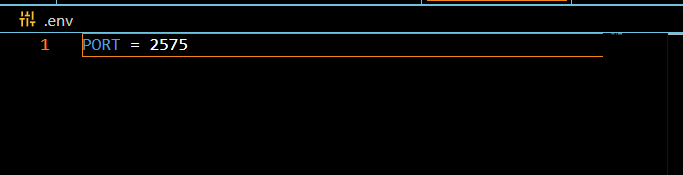 .env
1 PORT = 2575